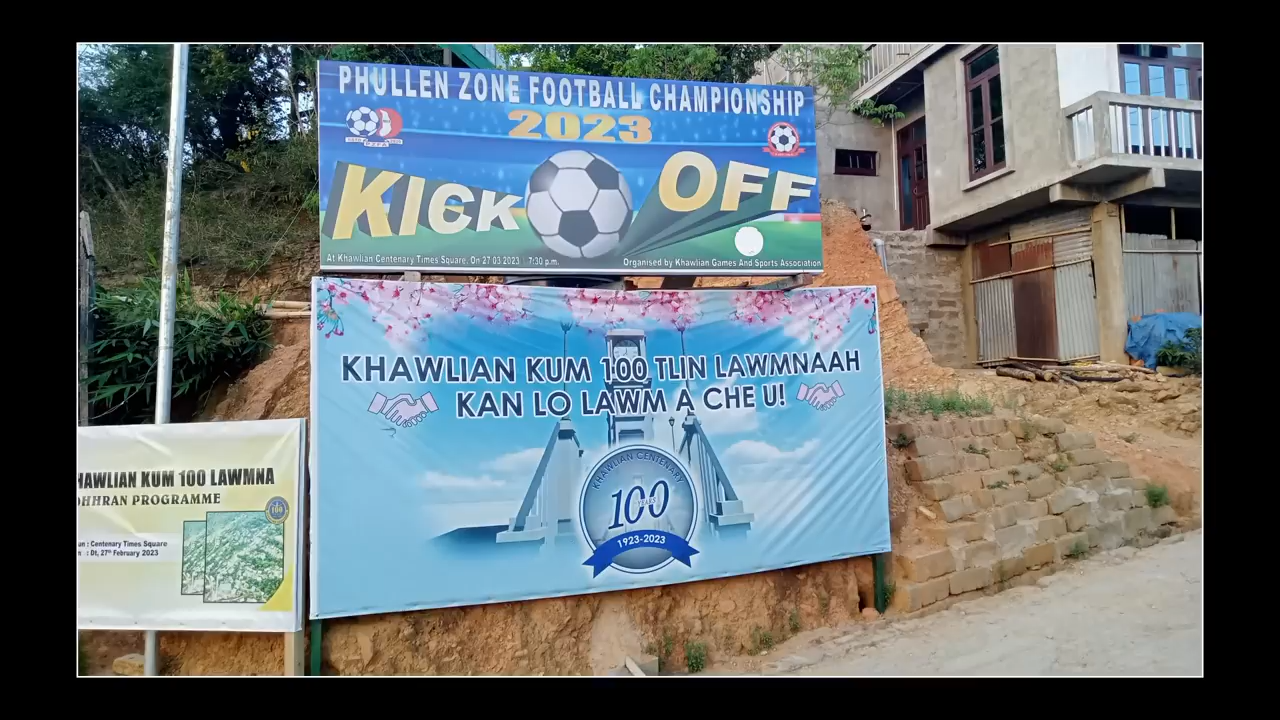 PHULLEN ZONE FOOTBALL CHAMPIONSHIP
2023
KICK OFF
At Khawlian Centenary Times Square. On 27.03.2023 | 7:30 p.m.
Organised by Khawlian Games And Sports Association
KHAWLIAN KUM 100 TLIN LAWMNAAH
KAN LO LAWM A CHE U!
KHAWLIAN CENTENARY
100
YEARS
1923-2023
HAWLIAN KUM 100 LAWMNA
HHRAN PROGRAMME
: Centenary Times Square
: Dt, 27th February 2023